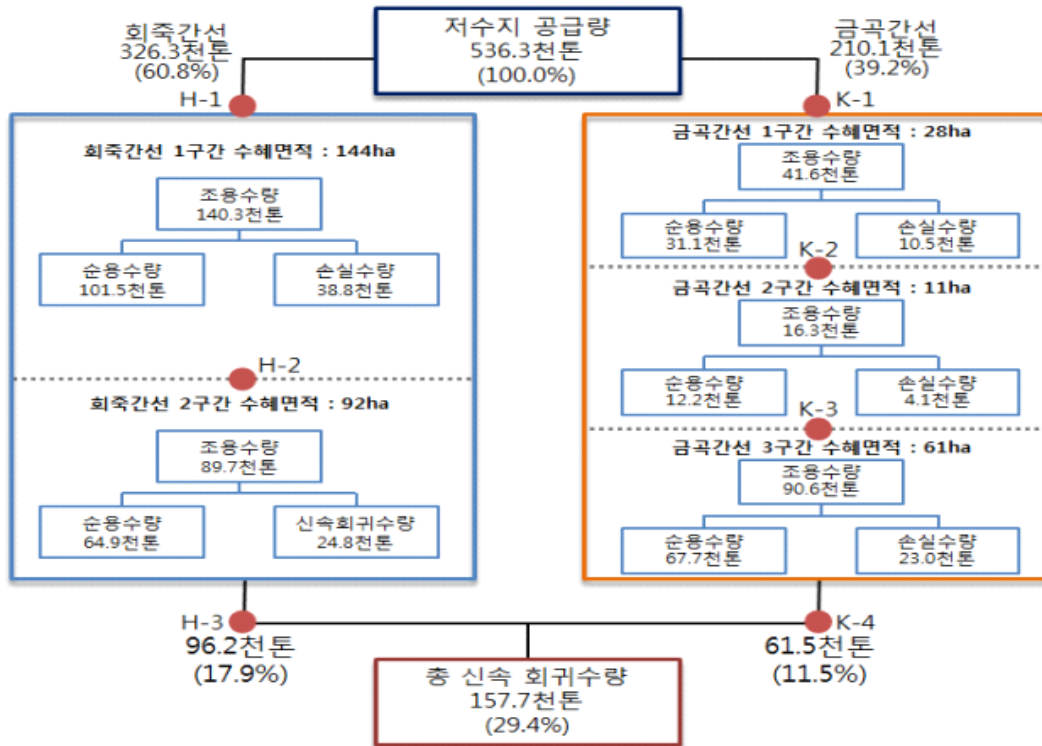 회죽간선
326.3천톤
(60.8%)
저수지 공급량
536.3천톤
(100.0%)
금곡간선
210.1천톤
(39.2%)
H-1
K-1
회죽간선 1구간 수혜면적 : 144ha
조용수량
140.3천톤
순용수량
101.5천톤
손실수량
38.8천톤
H-2
회죽간선 2구간 수혜면적 : 92ha
조용수량
89.7천톤
순용수량
64.9천톤
신속회귀수량
24.8천톤
금곡간선 1구간 수혜면적 : 28ha
조용수량
41.6천톤
순용수량
31.1천톤
손실수량
10.5천톤
K-2
금곡간선 2구간 수혜면적 : 11ha
조용수량
16.3천톤
순용수량
12.2천톤
손실수량
4.1천톤
K-3
금곡간선 3구간 수혜면적 : 61ha
조용수량
90.6천톤
순용수량
67.7천톤
손실수량
23.0천톤
H-3
96.2천톤
(17.9%)
K-4
61.5천톤
(11.5%)
총 신속 회귀수량
157.7천톤
(29.4%)